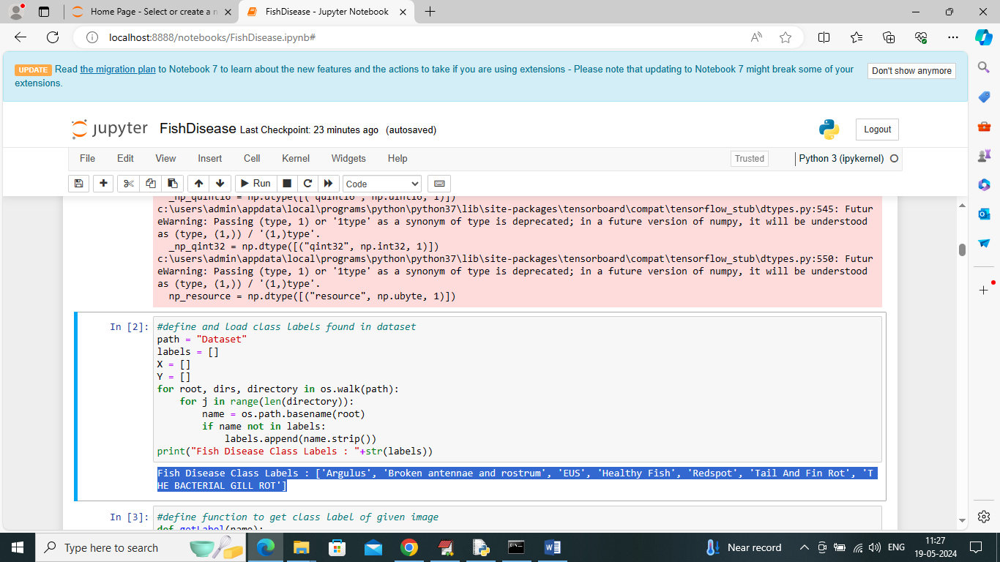 Home Page - Select or create a n
FishDisease - Jupyter Notebook
localhost:8888/notebooks/FishDisease.ipynb#
UPDATE Read the migration plan to Notebook 7 to learn about the new features and the actions to take if you are using extensions - Please note that updating to Notebook 7 might break some of your
extensions.
Don't show anymore
jupyter FishDisease Last Checkpoint: 23 minutes ago (autosaved)
Logout
File Edit View Insert Cell Kernel Widgets Help
Trusted
Python 3 (ipykernel)
Run
Code
_np_quint16 = np.dtype([("quint16", np.uint16, 1)])
c:\users\admin\appdata\local\programs\python\python37\lib\site-packages\tensorboard\compat\tensorflow_stub\dtypes.py:545: Futur
eWarning: Passing (type, 1) or '1type' as a synonym of type is deprecated; in a future version of numpy, it will be understood
as (type, (1,)) / '(1,)type'.
_np_qint32 = np.dtype([("qint32", np.int32, 1)])
c:\users\admin\appdata\local\programs\python\python37\lib\site-packages\tensorboard\compat\tensorflow_stub\dtypes.py:550: Futur
eWarning: Passing (type, 1) or '1type' as a synonym of type is deprecated; in a future version of numpy, it will be understood
as (type, (1,)) / '(1,)type'.
np_resource = np.dtype([("resource", np.ubyte, 1)])
In [2]:
#define and load class labels found in dataset
path = "Dataset"
labels = []
X = []
Y = []
for root, dirs, directory in os.walk(path):
    for j in range(len(directory)):
        name = os.path.basename(root)
        if name not in labels:
            labels.append(name.strip())
print("Fish Disease Class Labels : "+str(labels))
Fish Disease Class Labels : ['Argulus', 'Broken antennae and rostrum', 'EUS', 'Healthy Fish', 'Redspot', 'Tail And Fin Rot', 'T
HE BACTERIAL GILL ROT']
In [3]:
#define function to get class label of given image
def getLabel(name):
Type here to search
Near record
ENG
11:27
19-05-2024